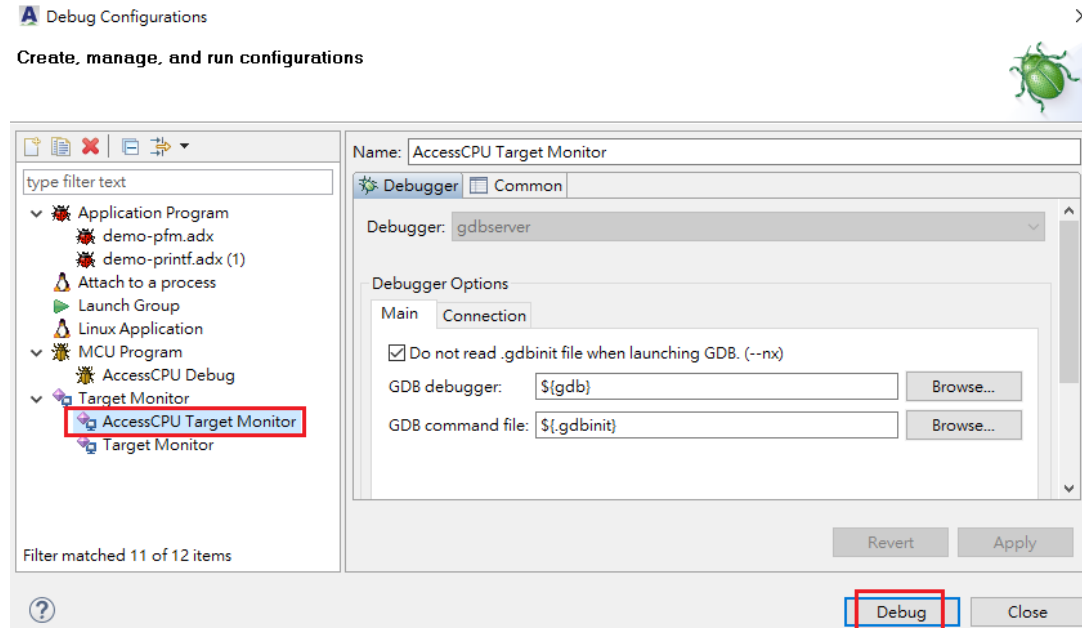 Debug Configurations
Create, manage, and run configurations
type filter text
Application Program
demo-pfm.adx
demo-printf.adx (1)
Attach to a process
Launch Group
Linux Application
MCU Program
AccessCPU Debug
Target Monitor
AccessCPU Target Monitor
Target Monitor
Filter matched 11 of 12 items
Name: AccessCPU Target Monitor
Debugger Common
Debugger: gdbserver
Debugger Options
Main Connection
Do not read .gdbinit file when launching GDB. (--nx)
GDB debugger: ${gdb} Browse...
GDB command file: ${.gdbinit} Browse...
Revert Apply
Debug Close